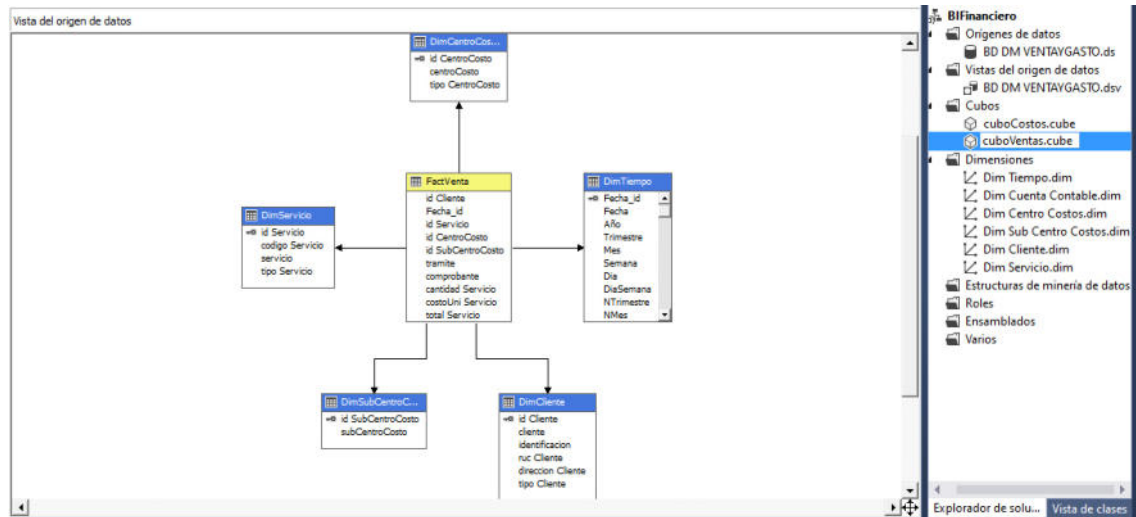 Vista del origen de datos
DimCentroCos...
id CentroCosto
centroCosto
tipo CentroCosto
FactVenta
id Cliente
Fecha_id
id Servicio
id CentroCosto
id SubCentroCosto
tramite
comprobante
cantidad Servicio
costoUni Servicio
total Servicio
DimTiempo
Fecha_id
Fecha
Año
Trimestre
Mes
Semana
Dia
DiaSemana
NTrimestre
NMes
DimServicio
id Servicio
codigo Servicio
servicio
tipo Servicio
DimSubCentroC...
id SubCentroCosto
subCentroCosto
DimCliente
id Cliente
cliente
identificacion
ruc Cliente
direccion Cliente
tipo Cliente
BIFinanciero
Orígenes de datos
BD DM VENTAYGASTO.ds
Vistas del origen de datos
BD DM VENTAYGASTO.dsv
Cubos
cuboCostos.cube
cuboVentas.cube
Dimensiones
Dim Tiempo.dim
Dim Cuenta Contable.dim
Dim Centro Costos.dim
Dim Sub Centro Costos.dim
Dim Cliente.dim
Dim Servicio.dim
Estructuras de minería de datos
Roles
Ensamblados
Varios
Explorador de solu... Vista de clases